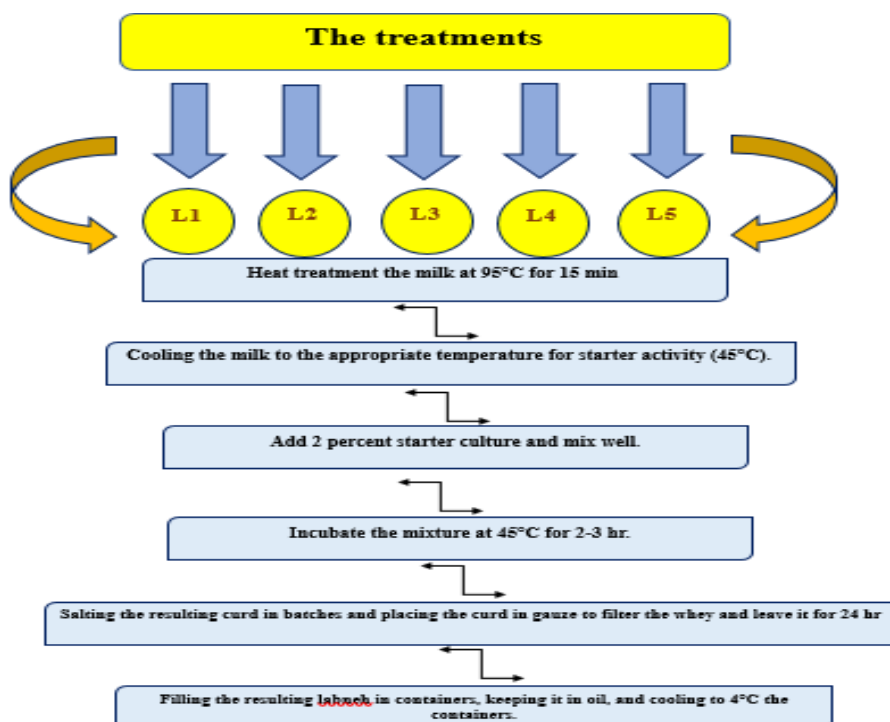 The treatments
L1 L2 L3 L4 L5
Heat treatment the milk at 95°C for 15 min
Cooling the milk to the appropriate temperature for starter activity (45°C).
Add 2 percent starter culture and mix well.
Incubate the mixture at 45°C for 2-3 hr.
Salting the resulting curd in batches and placing the curd in gauze to filter the whey and leave it for 24 hr
Filling the resulting labneh in containers, keeping it in oil, and cooling to 4°C the
containers.